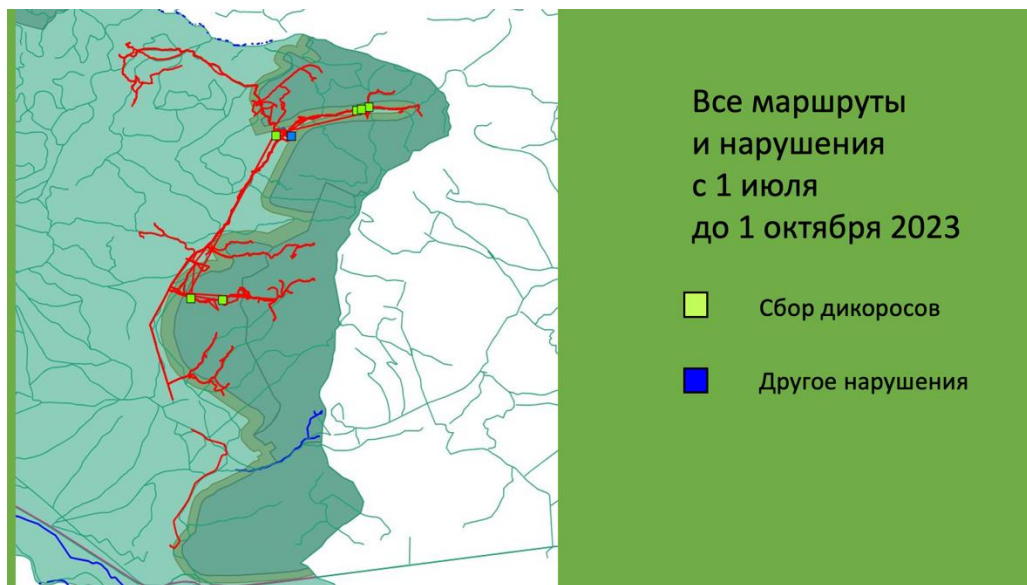 Все маршруты
и нарушения
с 1 июля
до 1 октября 2023
Сбор дикоросов
Другое нарушения